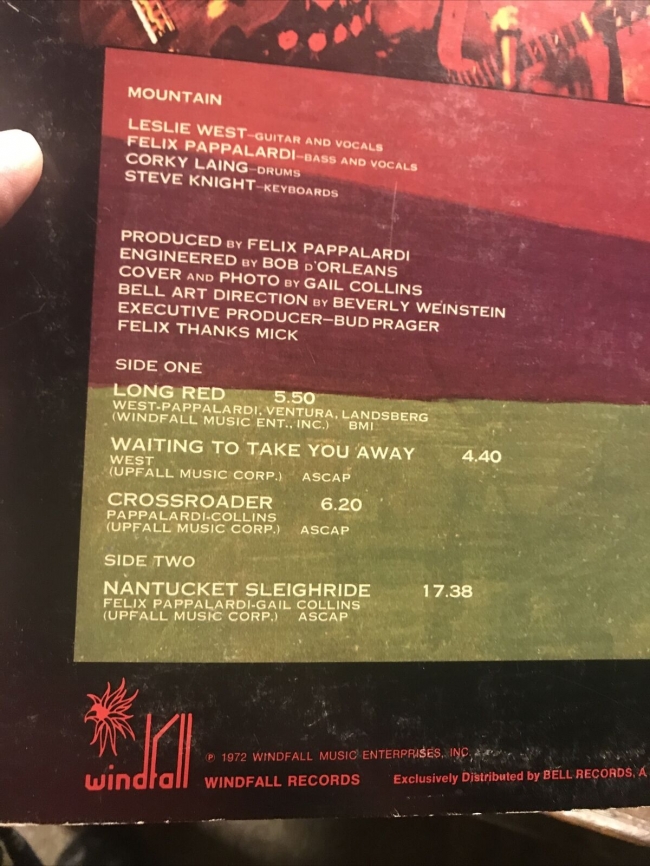 MOUNTAIN
LESLIE WEST–GUITAR AND VOCALS
FELIX PAPPALARDI–BASS AND VOCALS
CORKY LAING–DRUMS
STEVE KNIGHT–KEYBOARDS
PRODUCED BY FELIX PAPPALARDI
ENGINEERED BY BOB D'ORLEANS
COVER AND PHOTO BY GAIL COLLINS
BELL ART DIRECTION BY BEVERLY WEINSTEIN
EXECUTIVE PRODUCER–BUD PRAGER
FELIX THANKS MICK
SIDE ONE
LONG RED 5.50
WEST-PAPPALARDI, VENTURA, LANDSBERG
(WINDFALL MUSIC ENT., INC.) BMI
WAITING TO TAKE YOU AWAY 4.40
WEST
(UPFALL MUSIC CORP.) ASCAP
CROSSROADER 6.20
PAPPALARDI-COLLINS
(UPFALL MUSIC CORP.) ASCAP
SIDE TWO
NANTUCKET SLEIGHRIDE 17.38
FELIX PAPPALARDI-GAIL COLLINS
(UPFALL MUSIC CORP.) ASCAP
windfall
℗ 1972 WINDFALL MUSIC ENTERPRISES, INC.
WINDFALL RECORDS Exclusively Distributed by BELL RECORDS, A